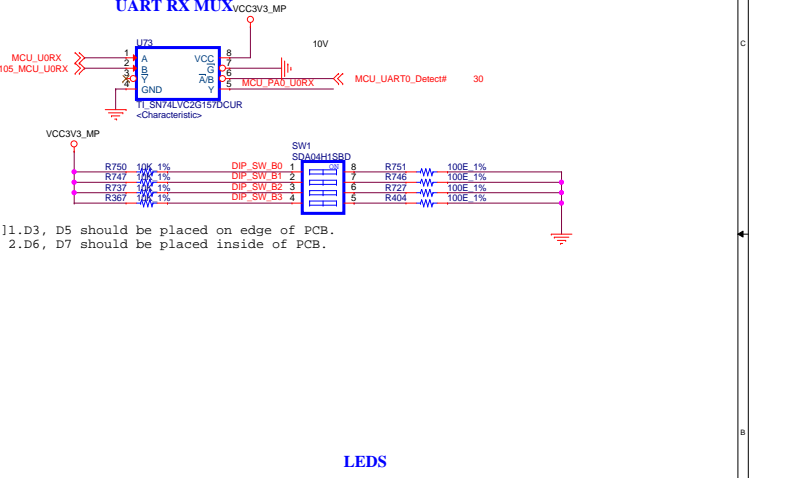 UART RX MUX
VCC3V3_MP
C
U73
10V
MCU_U0RX
105_MCU_U0RX
1 A VCC 8
2 B G 7
3 Y A/B 6
4 GND Y 5
MCU_PA0_U0RX
MCU_UART0_Detect# 30
TI_SN74LVC2G157DCUR
<Characteristic>
VCC3V3_MP
SW1
SDA04H1SBD
ON
R750 10K_1% DIP_SW_B0 1 8 R751 100E_1%
R747 10K_1% DIP_SW_B1 2 7 R746 100E_1%
R737 10K_1% DIP_SW_B2 3 6 R727 100E_1%
R367 10K_1% DIP_SW_B3 4 5 R404 100E_1%
]1.D3, D5 should be placed on edge of PCB.
2.D6, D7 should be placed inside of PCB.
B
LEDS